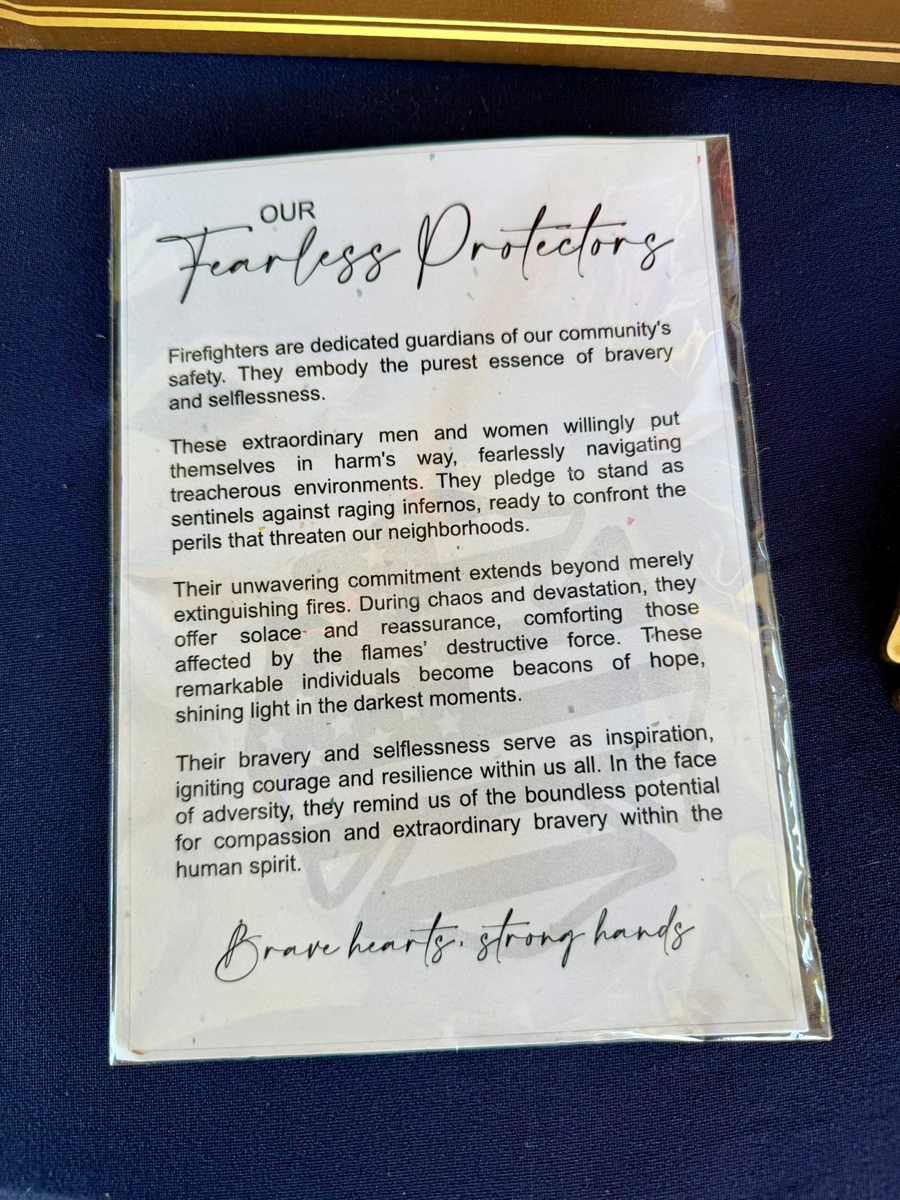 OUR
Fearless Protectors
Firefighters are dedicated guardians of our community's
safety. They embody the purest essence of bravery
and selflessness.
These extraordinary men and women willingly put
themselves in harm's way, fearlessly navigating
treacherous environments. They pledge to stand as
sentinels against raging infernos, ready to confront the
perils that threaten our neighborhoods.
Their unwavering commitment extends beyond merely
extinguishing fires. During chaos and devastation, they
offer solace and reassurance, comforting those
affected by the flames’ destructive force. These
remarkable individuals become beacons of hope,
shining light in the darkest moments.
Their bravery and selflessness serve as inspiration,
igniting courage and resilience within us all. In the face
of adversity, they remind us of the boundless potential
for compassion and extraordinary bravery within the
human spirit.
Brave hearts, strong hands